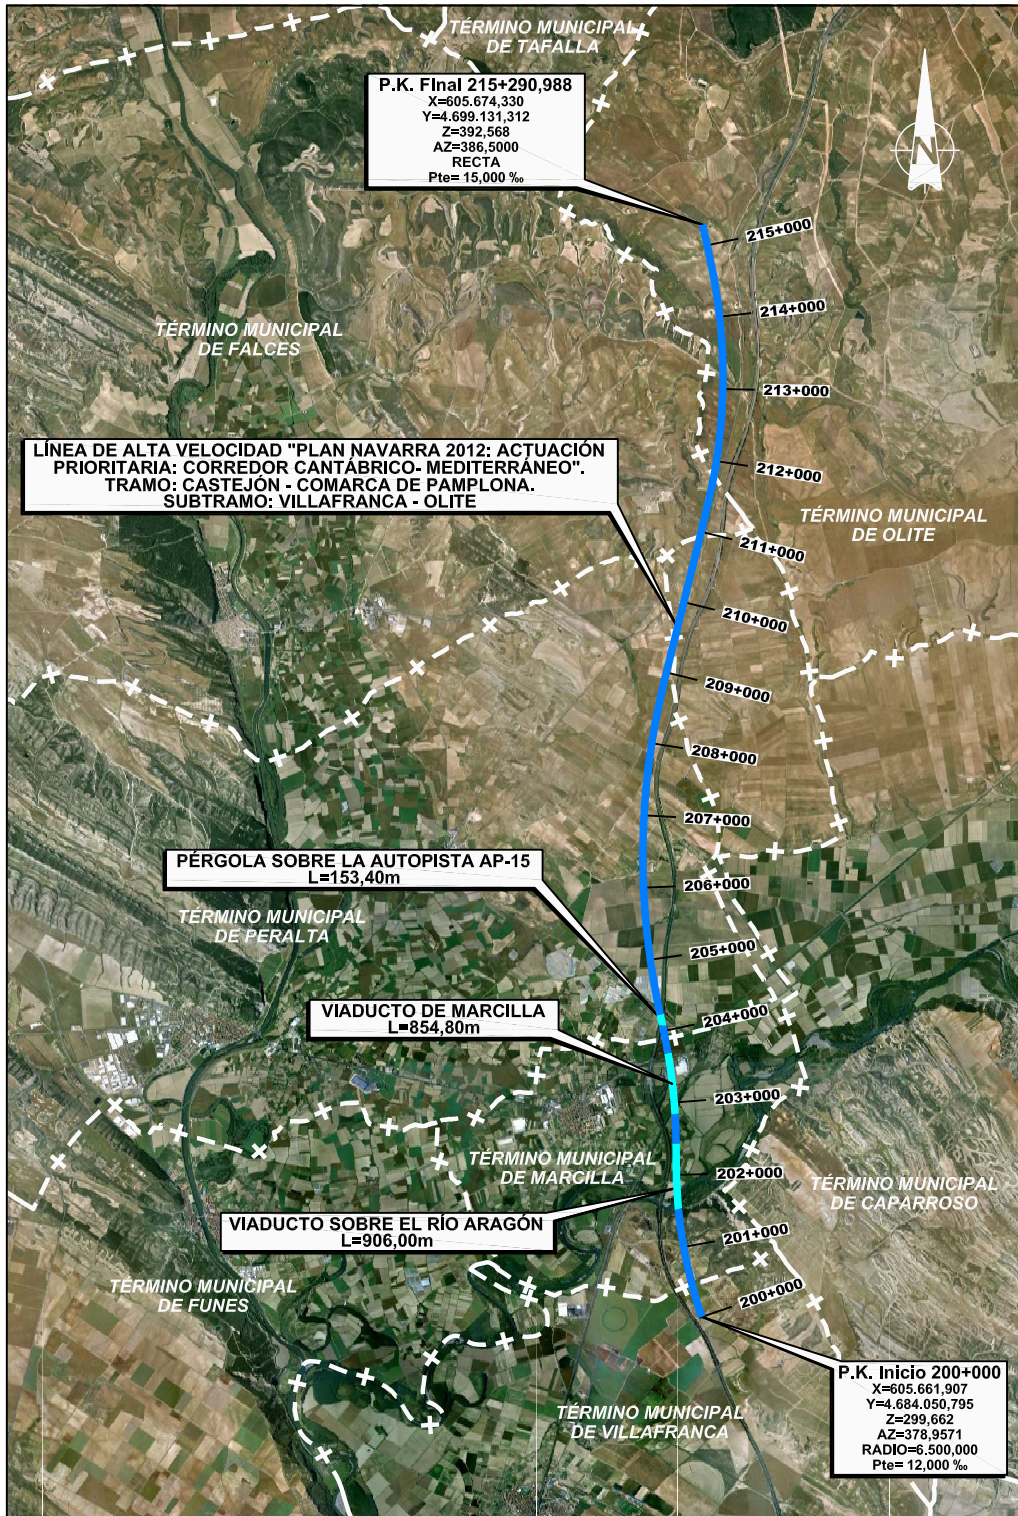 TÉRMINO MUNICIPAL
DE TAFALLA
P.K. FInal 215+290,988
X=605.674,330
Y=4.699.131,312
Z=392,568
AZ=386,5000
RECTA
Pte= 15,000 ‰
N
215+000
214+000
TÉRMINO MUNICIPAL
DE FALCES
213+000
LÍNEA DE ALTA VELOCIDAD "PLAN NAVARRA 2012: ACTUACIÓN
PRIORITARIA: CORREDOR CANTÁBRICO- MEDITERRÁNEO".
TRAMO: CASTEJÓN - COMARCA DE PAMPLONA.
SUBTRAMO: VILLAFRANCA - OLITE
212+000
TÉRMINO MUNICIPAL
DE OLITE
211+000
210+000
209+000
208+000
207+000
PÉRGOLA SOBRE LA AUTOPISTA AP-15
L=153,40m
206+000
TÉRMINO MUNICIPAL
DE PERALTA
205+000
VIADUCTO DE MARCILLA
L=854,80m
204+000
203+000
TÉRMINO MUNICIPAL
DE MARCILLA
202+000
TÉRMINO MUNICIPAL
DE CAPARROSO
VIADUCTO SOBRE EL RÍO ARAGÓN
L=906,00m
201+000
TÉRMINO MUNICIPAL
DE FUNES
200+000
P.K. Inicio 200+000
X=605.661,907
Y=4.684.050,795
Z=299,662
AZ=378,9571
RADIO=6.500,000
Pte= 12,000 ‰
TÉRMINO MUNICIPAL
DE VILLAFRANCA